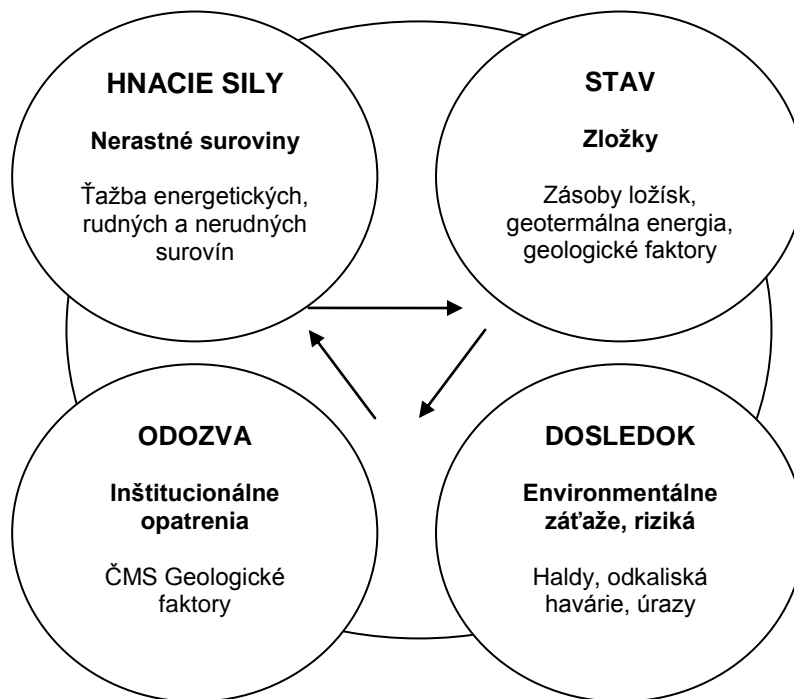 HNACIE SILY
Nerastné suroviny
Ťažba energetických,
rudných a nerudných
surovín
STAV
Zložky
Zásoby ložísk,
geotermálna energia,
geologické faktory
ODOZVA
Inštitucionálne
opatrenia
ČMS Geologické
faktory
DOSLEDOK
Environmentálne
záťaže, riziká
Haldy, odkaliská
havárie, úrazy